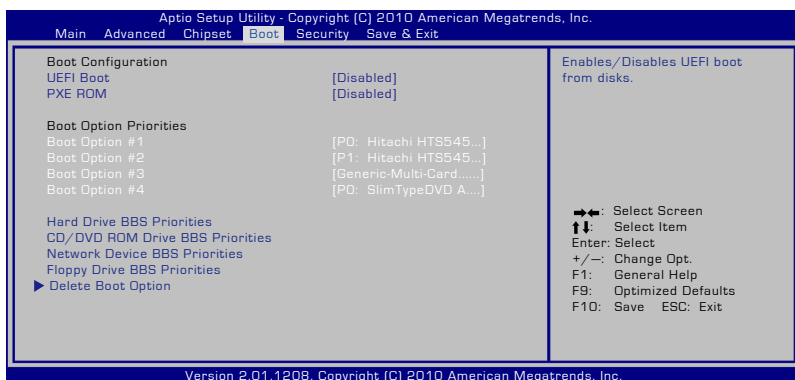 Aptio Setup Utility - Copyright (C) 2010 American Megatrends, Inc.
Main Advanced Chipset Boot Security Save & Exit
Boot Configuration
UEFI Boot [Disabled]
PXE ROM [Disabled]
Boot Option Priorities
Boot Option #1 [P0: Hitachi HTS545...]
Boot Option #2 [P1: Hitachi HTS545...]
Boot Option #3 [Generic-Multi-Card......]
Boot Option #4 [P0: SlimTypeDVD A....]
Hard Drive BBS Priorities
CD/DVD ROM Drive BBS Priorities
Network Device BBS Priorities
Floppy Drive BBS Priorities
▶ Delete Boot Option
Enables/Disables UEFI boot
from disks.
➡⬅: Select Screen
⬆⬇: Select Item
Enter: Select
+/—: Change Opt.
F1: General Help
F9: Optimized Defaults
F10: Save ESC: Exit
Version 2.01.1208. Copyright (C) 2010 American Megatrends, Inc.